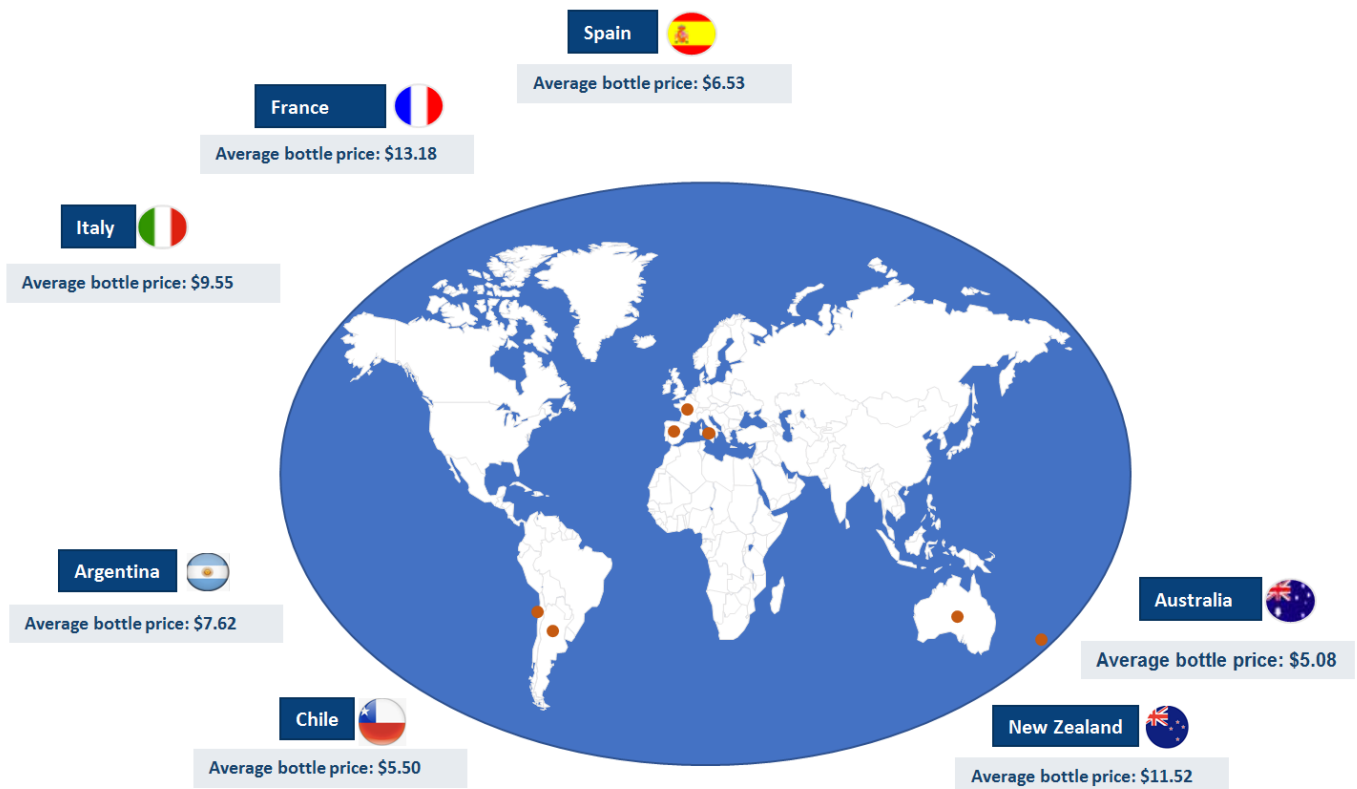 Spain
Average bottle price: $6.53
France
Average bottle price: $13.18
Italy
Average bottle price: $9.55
Argentina
Average bottle price: $7.62
Australia
Average bottle price: $5.08
Chile
Average bottle price: $5.50
New Zealand
Average bottle price: $11.52